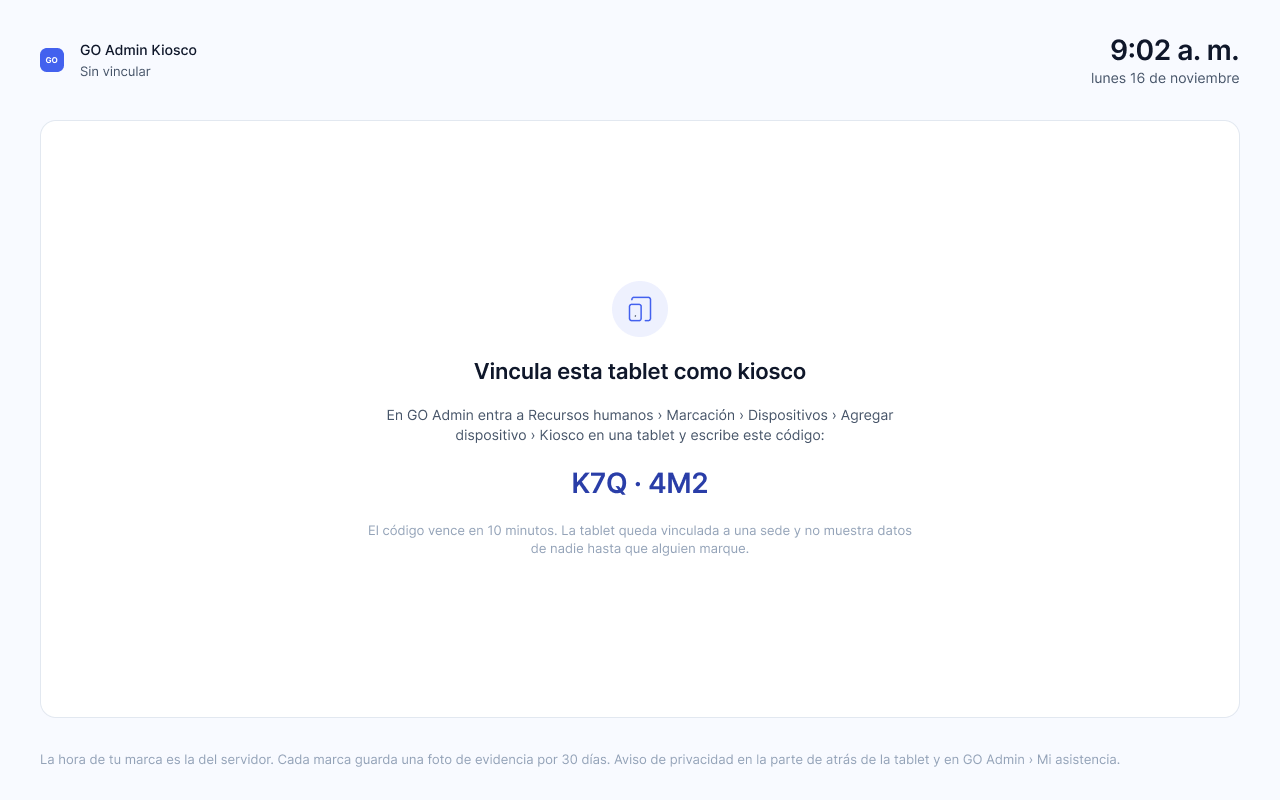 GO
GO Admin Kiosco
Sin vincular
9:02 a. m.
lunes 16 de noviembre
Vincula esta tablet como kiosco
En GO Admin entra a Recursos humanos › Marcación › Dispositivos › Agregar
dispositivo › Kiosco en una tablet y escribe este código:
K7Q · 4M2
El código vence en 10 minutos. La tablet queda vinculada a una sede y no muestra datos
de nadie hasta que alguien marque.
La hora de tu marca es la del servidor. Cada marca guarda una foto de evidencia por 30 días. Aviso de privacidad en la parte de atrás de la tablet y en GO Admin › Mi asistencia.